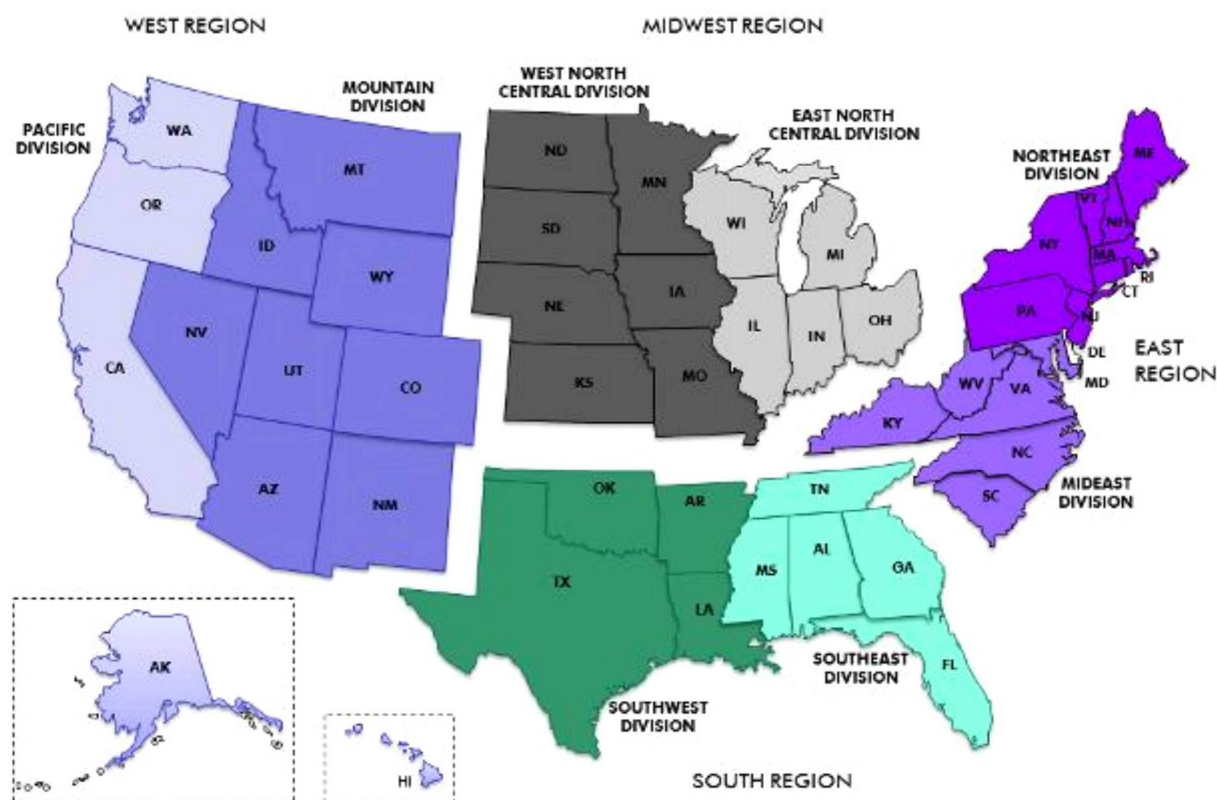 WEST REGION
MIDWEST REGION
PACIFIC
DIVISION
MOUNTAIN
DIVISION
WEST NORTH
CENTRAL DIVISION
EAST NORTH
CENTRAL DIVISION
NORTHEAST
DIVISION
WA
OR
CA
MT
ID
WY
NV
UT
CO
AZ
NM
ND
SD
NE
KS
MN
IA
MO
WI
MI
IL
IN
OH
ME
VT
NH
NY
MA
RI
CT
PA
NJ
DE
MD
EAST
REGION
WV
VA
KY
NC
SC
MIDEAST
DIVISION
OK
AR
TX
LA
TN
MS
AL
GA
FL
SOUTHEAST
DIVISION
SOUTHWEST
DIVISION
AK
HI
SOUTH REGION